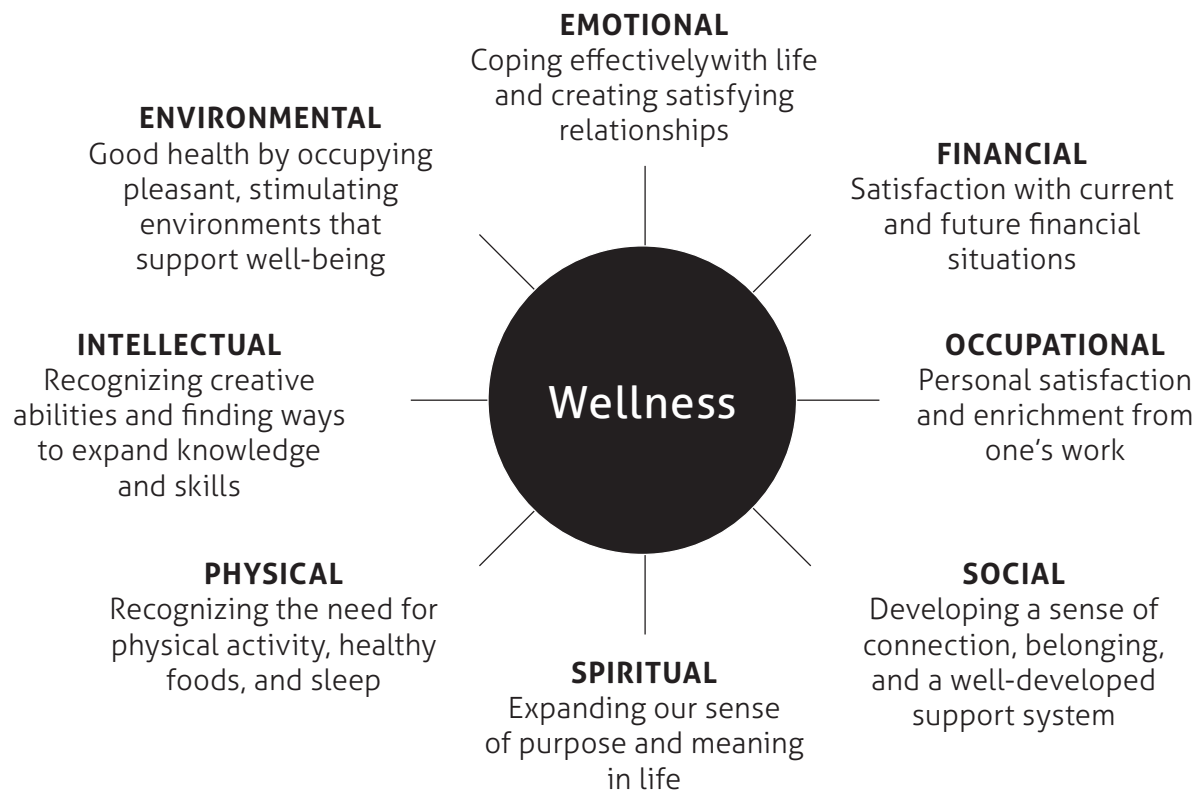 EMOTIONAL
Coping effectivelywith life
and creating satisfying
relationships
ENVIRONMENTAL
Good health by occupying
pleasant, stimulating
environments that
support well-being
FINANCIAL
Satisfaction with current
and future financial
situations
INTELLECTUAL
Recognizing creative
abilities and finding ways
to expand knowledge
and skills
Wellness
OCCUPATIONAL
Personal satisfaction
and enrichment from
one’s work
PHYSICAL
Recognizing the need for
physical activity, healthy
foods, and sleep
SPIRITUAL
Expanding our sense
of purpose and meaning
in life
SOCIAL
Developing a sense of
connection, belonging,
and a well-developed
support system